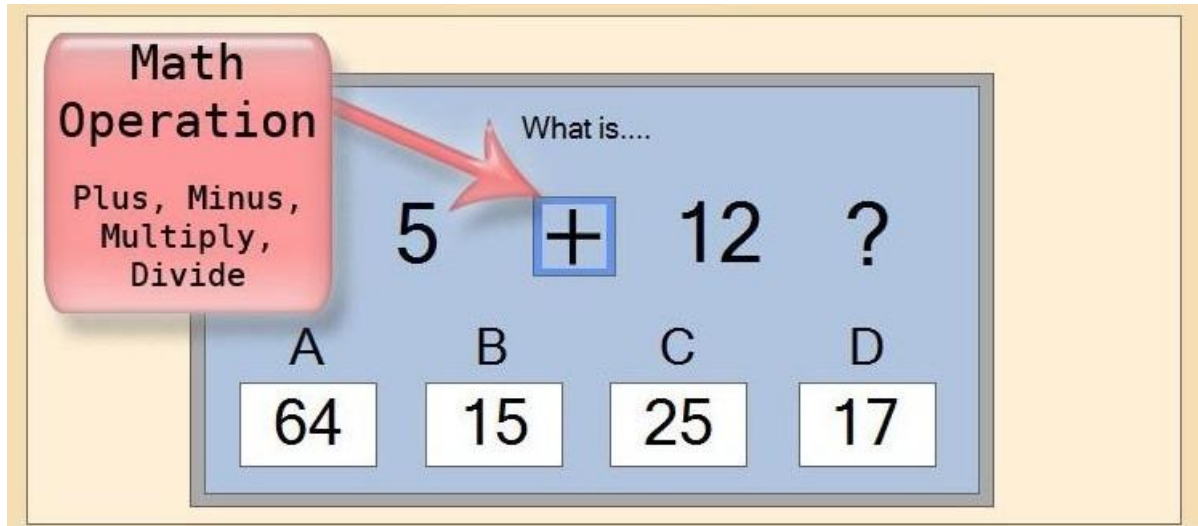 Math
Operation
Plus, Minus,
Multiply,
Divide
What is....
5 + 12 ?
A B C D
64 15 25 17